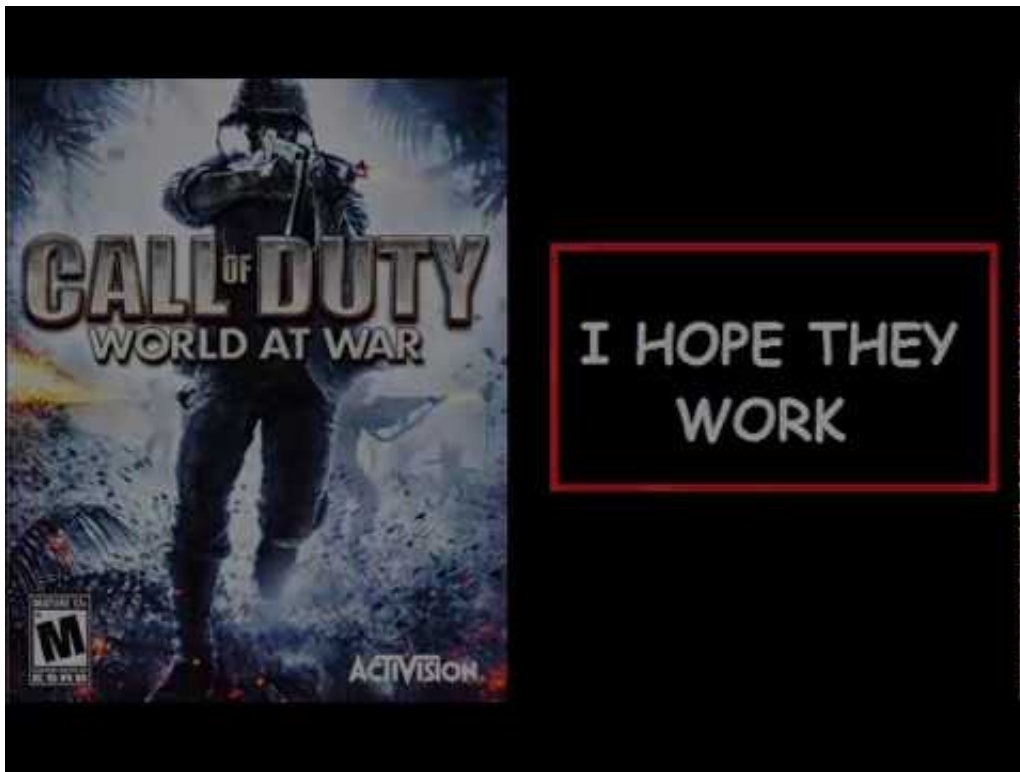 CALL OF DUTY
WORLD AT WAR
M
ACTIVISION
I HOPE THEY
WORK